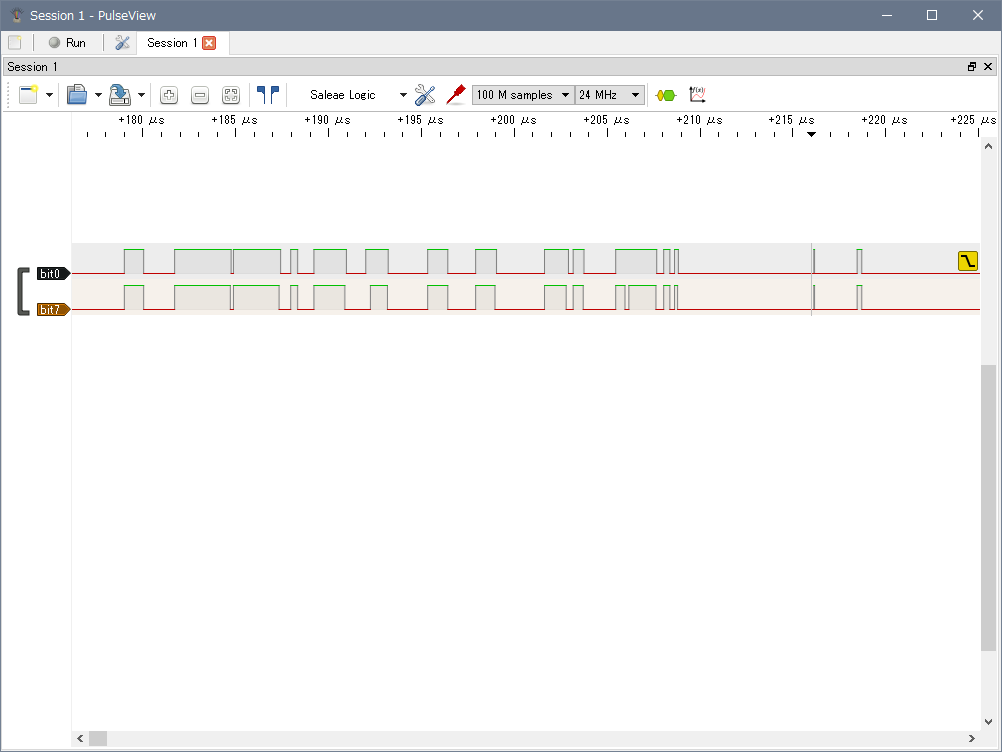 Session 1 - PulseView
Run
Session 1
Session 1
Saleae Logic
100 M samples
24 MHz
f(x)
+180 μs +185 μs +190 μs +195 μs +200 μs +205 μs +210 μs +215 μs +220 μs +225 μs
bit0
bit7